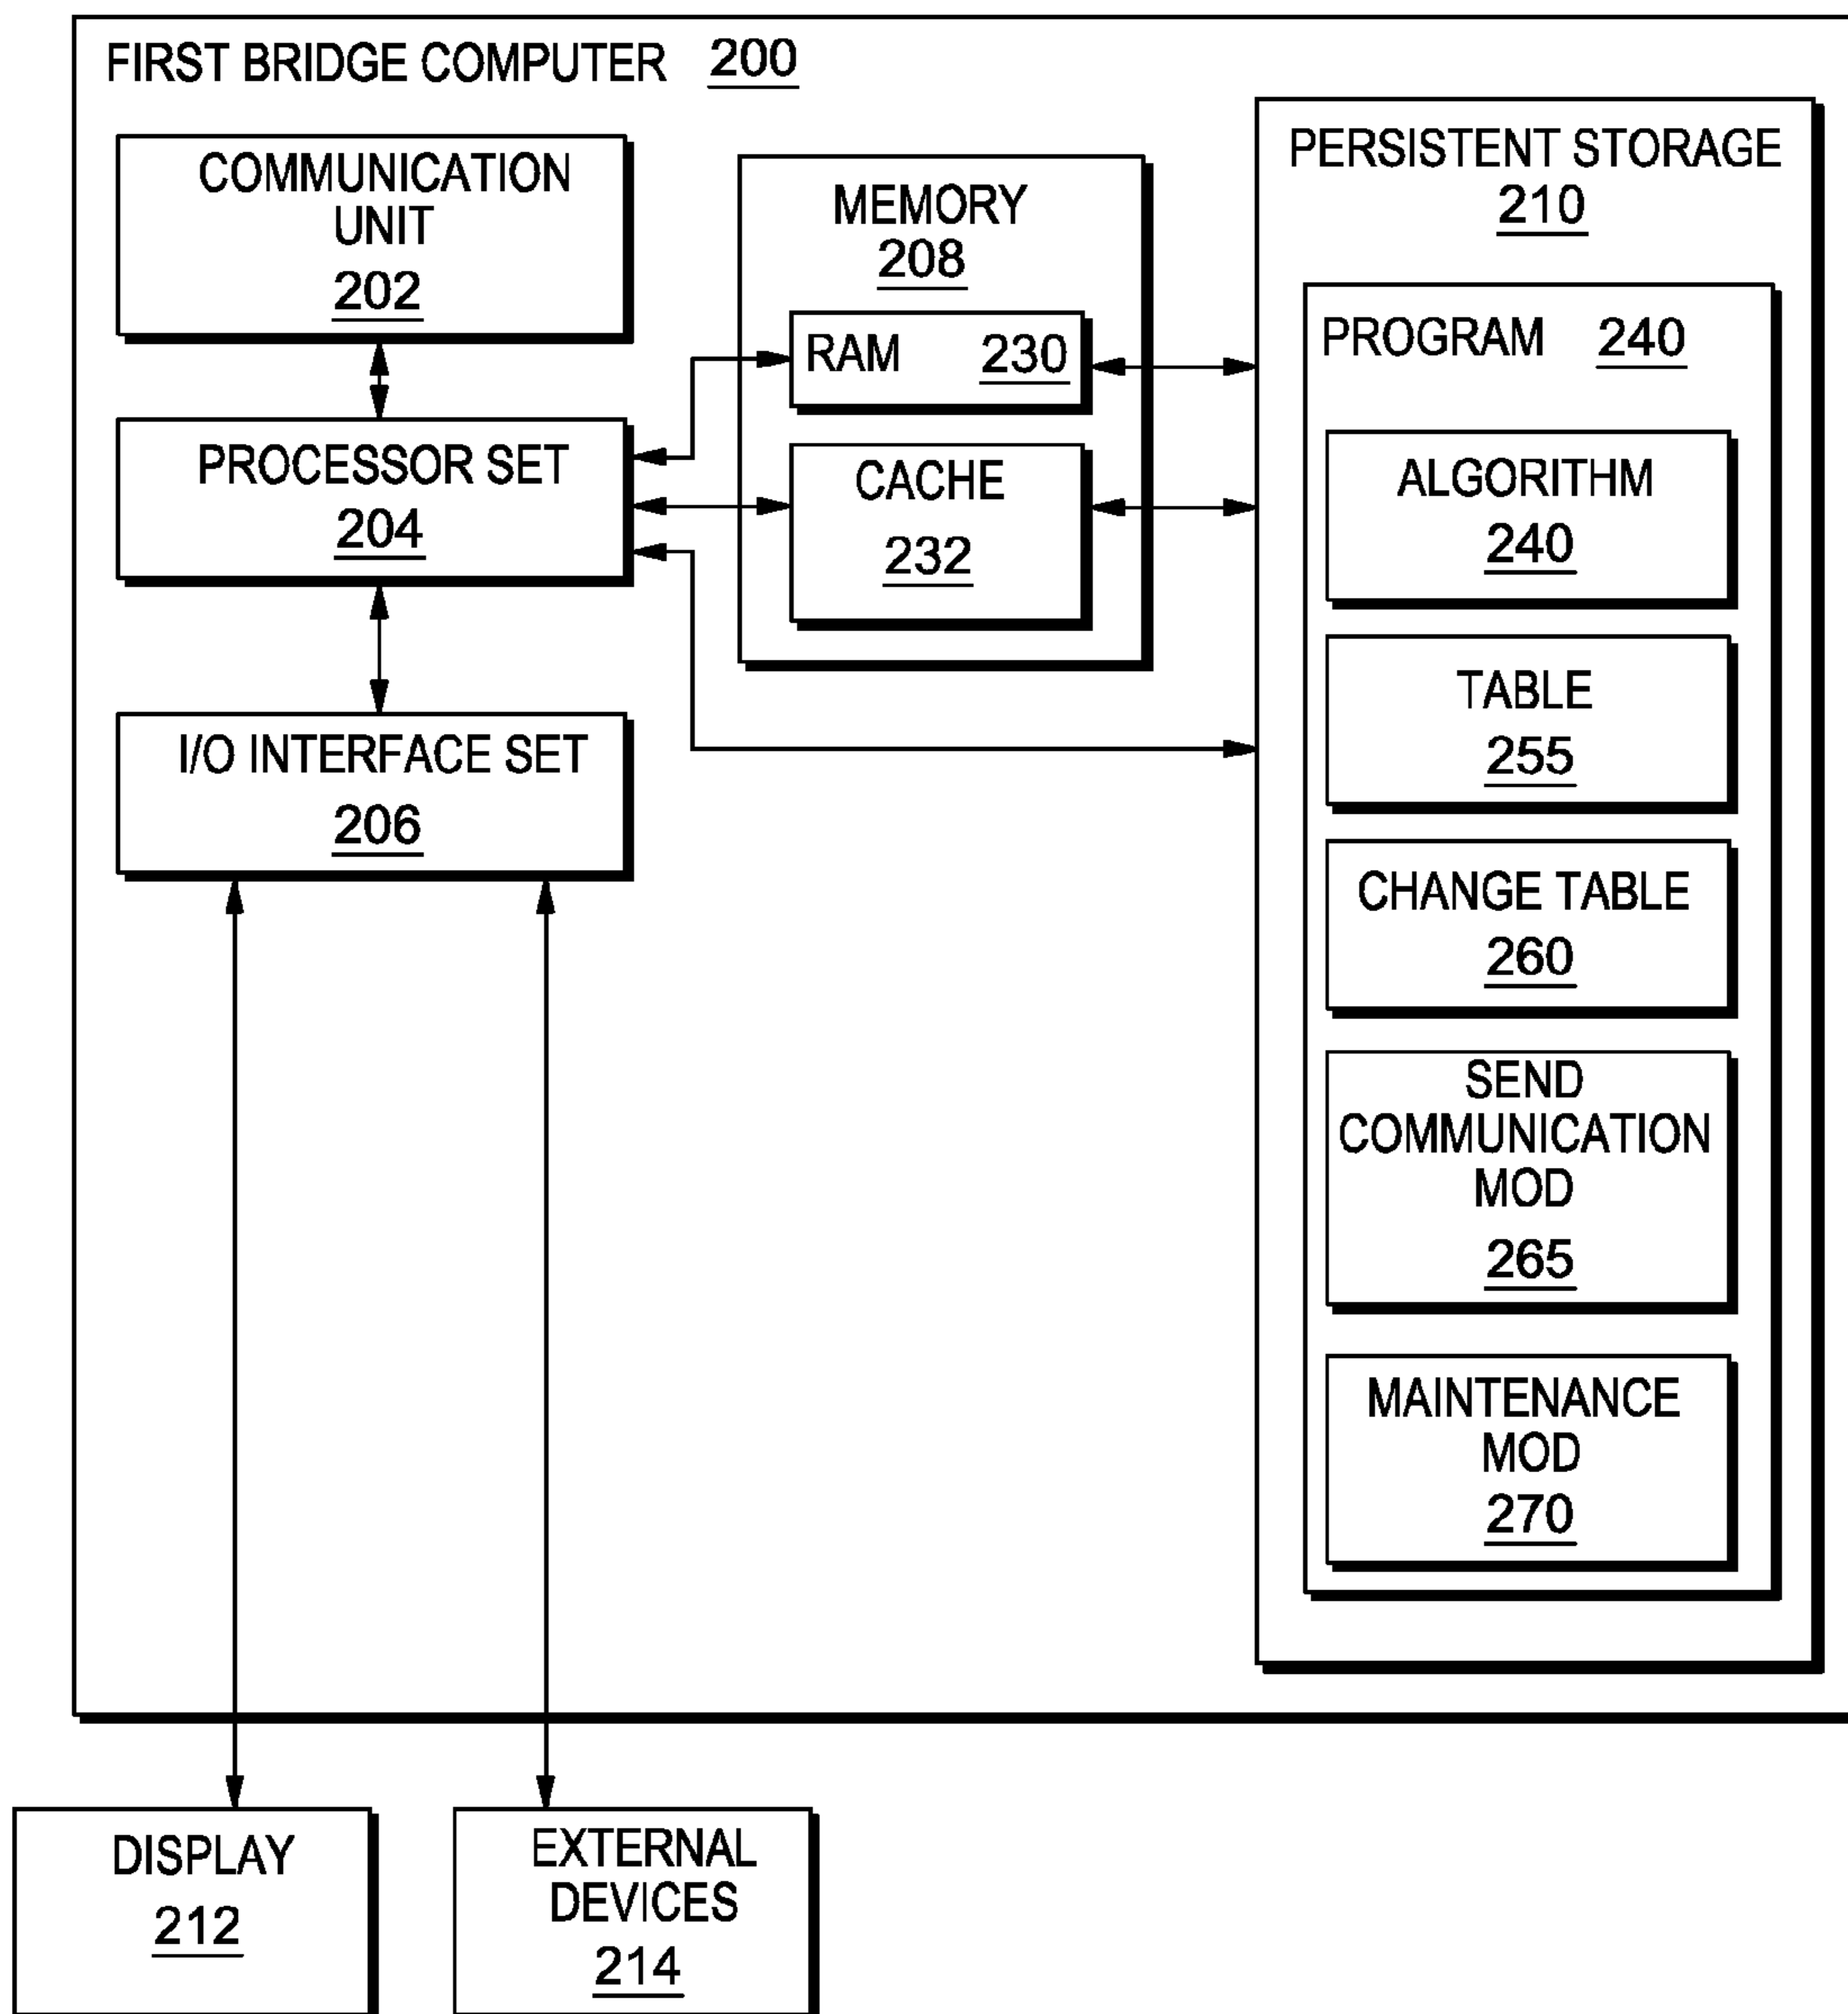 FIRST BRIDGE COMPUTER 200
COMMUNICATION
UNIT
202
PROCESSOR SET
204
I/O INTERFACE SET
206
MEMORY
208
RAM 230
CACHE
232
PERSISTENT STORAGE
210
PROGRAM 240
ALGORITHM
240
TABLE
255
CHANGE TABLE
260
SEND
COMMUNICATION
MOD
265
MAINTENANCE
MOD
270
DISPLAY
212
EXTERNAL
DEVICES
214